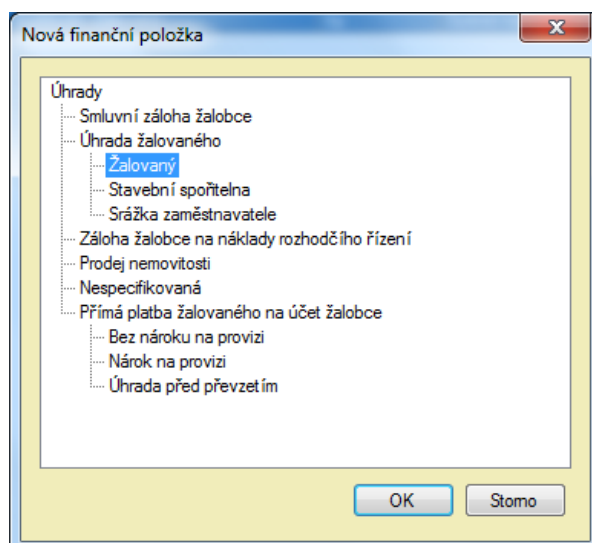 Nová finanční položka
Úhrady
Smluvní záloha žalobce
Úhrada žalovaného
Žalovaný
Stavební spořitelna
Srážka zaměstnavatele
Záloha žalobce na náklady rozhodčího řízení
Prodej nemovitosti
Nespecifikovaná
Přímá platba žalovaného na účet žalobce
Bez nároku na provizi
Nárok na provizi
Úhrada před převzetím
OK Storno